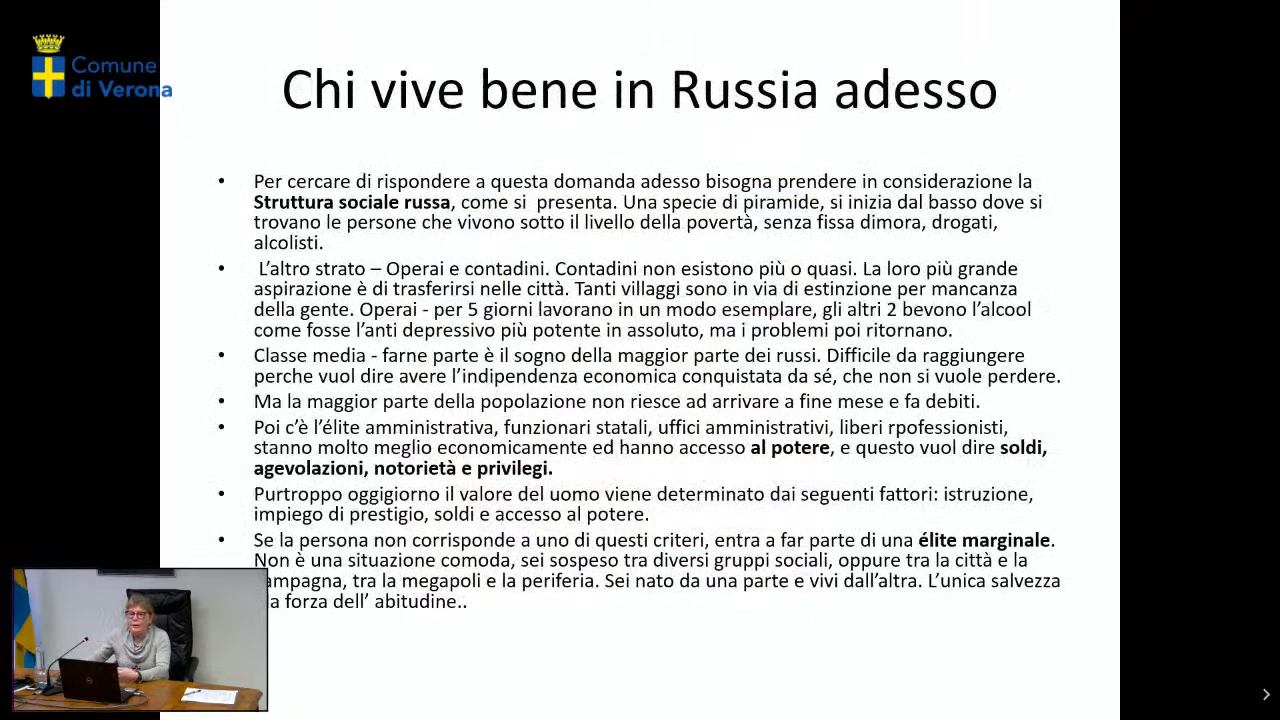 Comune
di Verona
Chi vive bene in Russia adesso
• Per cercare di rispondere a questa domanda adesso bisogna prendere in considerazione la
Struttura sociale russa, come si  presenta. Una specie di piramide, si inizia dal basso dove si
trovano le persone che vivono sotto il livello della povertà, senza fissa dimora, drogati,
alcolisti.
• L’altro strato – Operai e contadini. Contadini non esistono più o quasi. La loro più grande
aspirazione è di trasferirsi nelle città. Tanti villaggi sono in via di estinzione per mancanza
della gente. Operai - per 5 giorni lavorano in un modo esemplare, gli altri 2 bevono l’alcool
come fosse l’anti depressivo più potente in assoluto, ma i problemi poi ritornano.
• Classe media - farne parte è il sogno della maggior parte dei russi. Difficile da raggiungere
perche vuol dire avere l’indipendenza economica conquistata da sé, che non si vuole perdere.
• Ma la maggior parte della popolazione non riesce ad arrivare a fine mese e fa debiti.
• Poi c’è l’élite amministrativa, funzionari statali, uffici amministrativi, liberi rpofessionisti,
stanno molto meglio economicamente ed hanno accesso al potere, e questo vuol dire soldi,
agevolazioni, notorietà e privilegi.
• Purtroppo oggigiorno il valore del uomo viene determinato dai seguenti fattori: istruzione,
impiego di prestigio, soldi e accesso al potere.
• Se la persona non corrisponde a uno di questi criteri, entra a far parte di una élite marginale.
Non è una situazione comoda, sei sospeso tra diversi gruppi sociali, oppure tra la città e la
ampagna, tra la megapoli e la periferia. Sei nato da una parte e vivi dall’altra. L’unica salvezza
a forza dell’ abitudine..